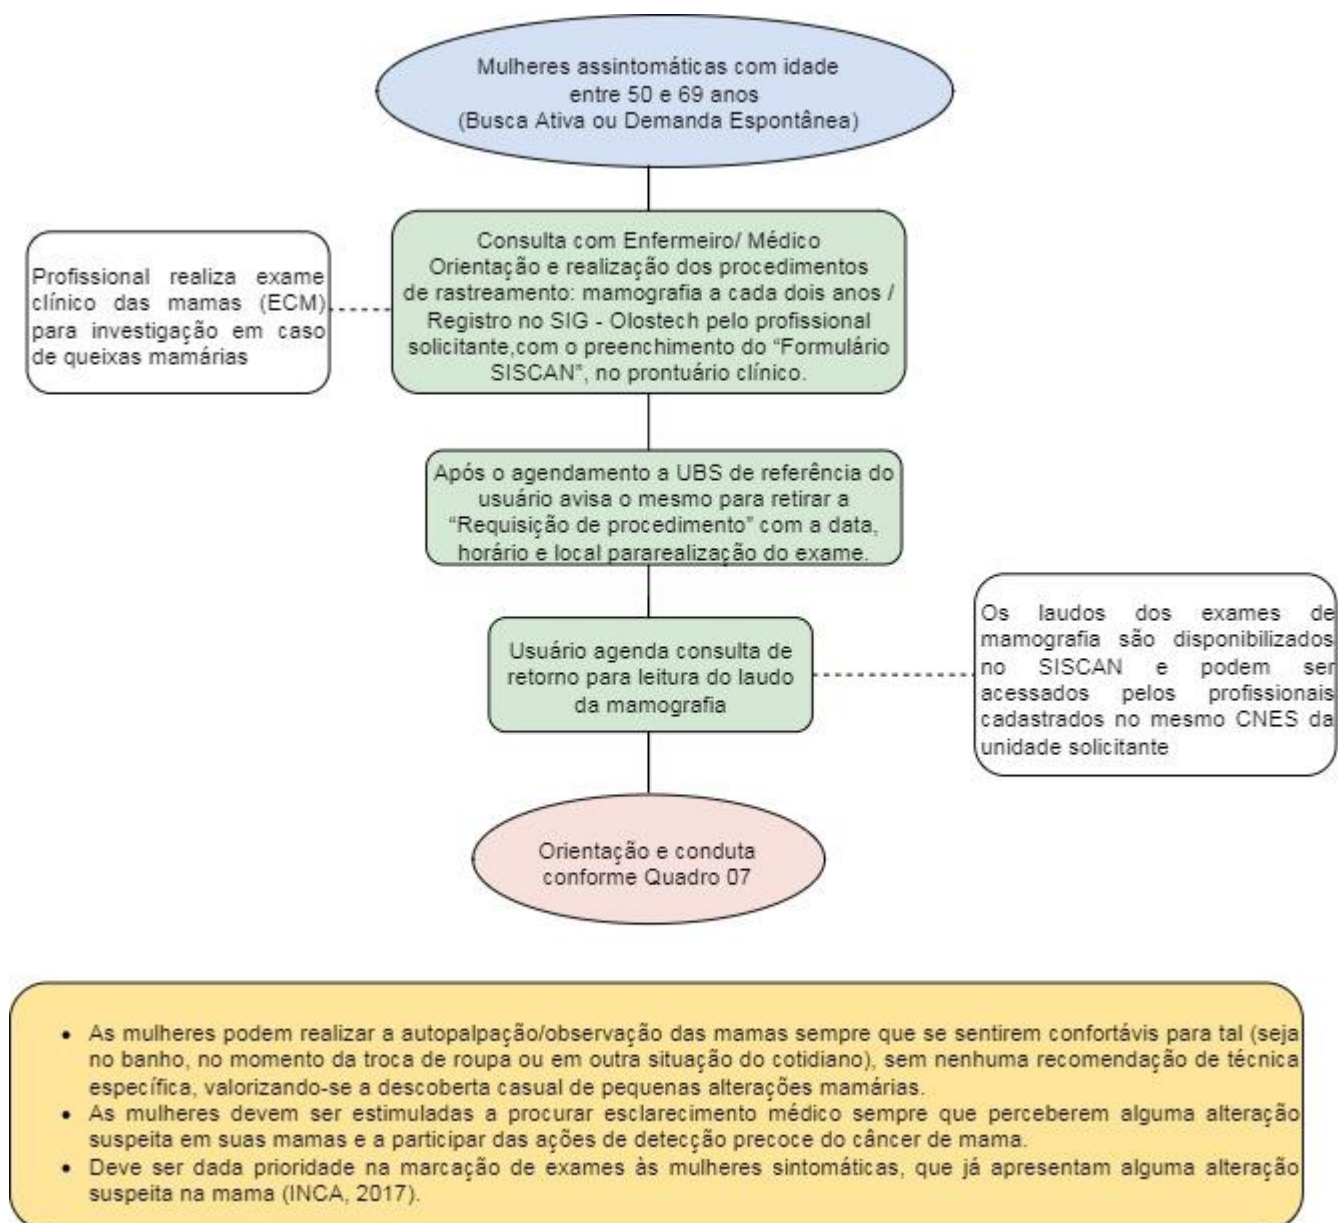 Mulheres assintomáticas com idade
entre 50 e 69 anos
(Busca Ativa ou Demanda Espontânea)
Profissional realiza exame
clínico das mamas (ECM)
para investigação em caso
de queixas mamárias
Consulta com Enfermeiro/ Médico
Orientação e realização dos procedimentos
de rastreamento: mamografia a cada dois anos /
Registro no SIG - Olostech pelo profissional
solicitante,com o preenchimento do “Formulário
SISCAN”, no prontuário clínico.
Após o agendamento a UBS de referência do
usuário avisa o mesmo para retirar a
“Requisição de procedimento” com a data,
horário e local pararealização do exame.
Usuário agenda consulta de
retorno para leitura do laudo
da mamografia
Os laudos dos exames de
mamografia são disponibilizados
no SISCAN e podem ser
acessados pelos profissionais
cadastrados no mesmo CNES da
unidade solicitante
Orientação e conduta
conforme Quadro 07
• As mulheres podem realizar a autopalpação/observação das mamas sempre que se sentirem confortávis para tal (seja
no banho, no momento da troca de roupa ou em outra situação do cotidiano), sem nenhuma recomendação de técnica
específica, valorizando-se a descoberta casual de pequenas alterações mamárias.
• As mulheres devem ser estimuladas a procurar esclarecimento médico sempre que perceberem alguma alteração
suspeita em suas mamas e a participar das ações de detecção precoce do câncer de mama.
• Deve ser dada prioridade na marcação de exames às mulheres sintomáticas, que já apresentam alguma alteração
suspeita na mama (INCA, 2017).